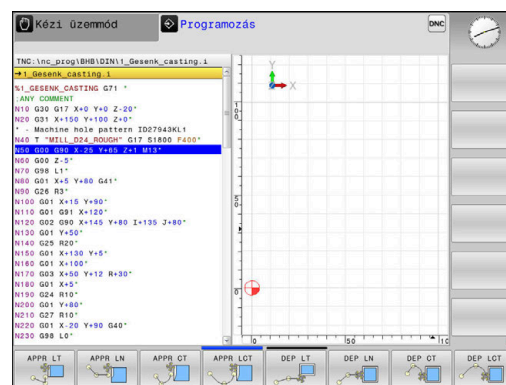 Kézi üzemmód
Programozás
DNC
TNC:\nc_prog\BHB\DIN\1_Gesenk_casting.i
→1_Gesenk_casting.i
%1_GESENK_CASTING G71 *
;ANY COMMENT
N10 G30 G17 X+0 Y+0 Z-20*
N20 G31 X+150 Y+100 Z+0*
* - Machine hole pattern ID27943KL1
N40 T "MILL_D24_ROUGH" G17 S1800 F400*
N50 G00 G90 X-25 Y+85 Z+1 M13*
N60 G00 Z-5*
N70 G98 L1*
N80 G01 X+5 Y+80 G41*
N90 G26 R3*
N100 G01 X+15 Y+90*
N110 G01 G91 X+120*
N120 G02 G90 X+145 Y+80 I+135 J+80*
N130 G01 Y+50*
N140 G25 R20*
N150 G01 X+130 Y+5*
N160 G01 X+100*
N170 G03 X+50 Y+12 R+30*
N180 G01 X+5*
N190 G24 R10*
N200 G01 Y+80*
N210 G27 R10*
N220 G01 X-20 Y+90 G40*
N230 G98 L0*
Y
X
100
50
0
0
50
10
APPR LT
APPR LN
APPR CT
APPR LCT
DEP LT
DEP LN
DEP CT
DEP LCT